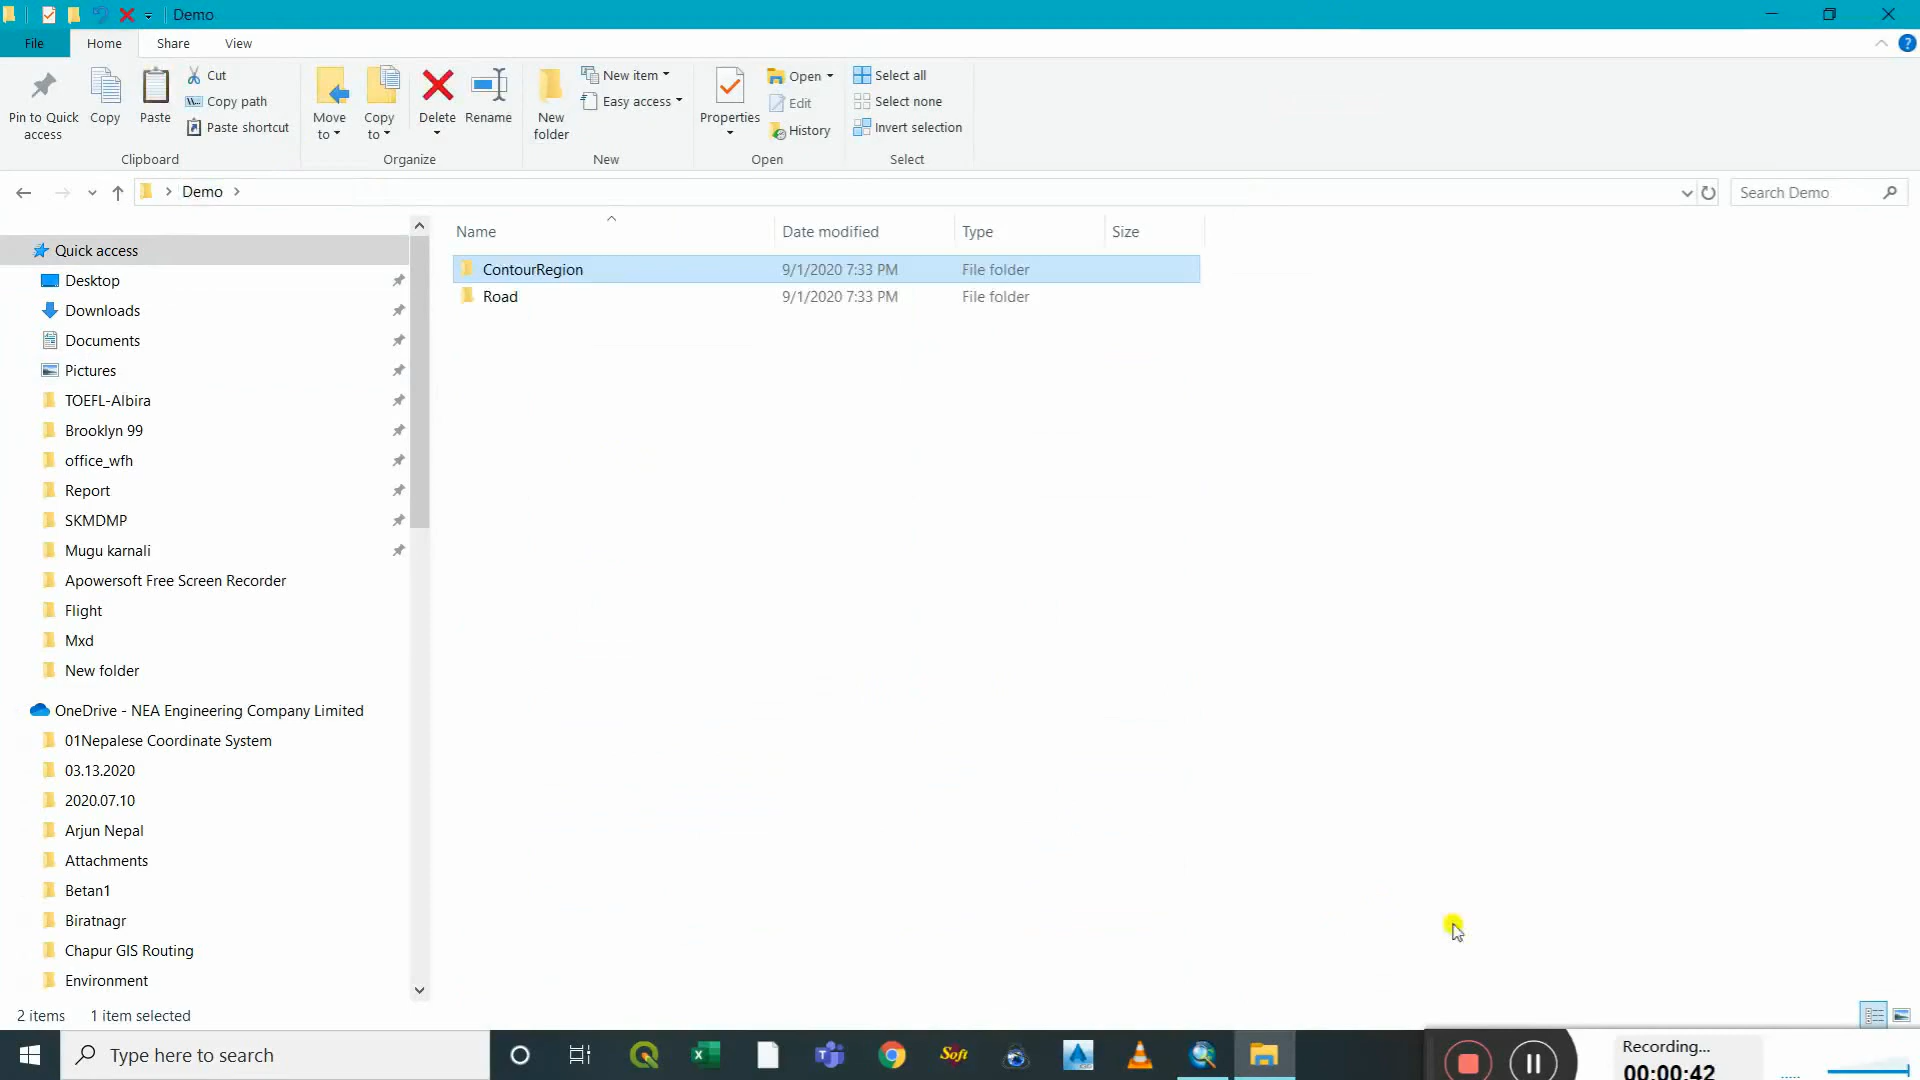 Demo
File Home Share View
Pin to Quick access
Copy
Paste
Cut
Copy path
Paste shortcut
Clipboard
Move to
Copy to
Delete
Rename
Organize
New folder
New item
Easy access
New
Properties
Open
Edit
History
Open
Select all
Select none
Invert selection
Select
Demo
Search Demo
Name Date modified Type Size
ContourRegion 9/1/2020 7:33 PM File folder
Road 9/1/2020 7:33 PM File folder
Quick access
Desktop
Downloads
Documents
Pictures
TOEFL-Albira
Brooklyn 99
office_wfh
Report
SKMDMP
Mugu karnali
Apowersoft Free Screen Recorder
Flight
Mxd
New folder
OneDrive - NEA Engineering Company Limited
01Nepalese Coordinate System
03.13.2020
2020.07.10
Arjun Nepal
Attachments
Betan1
Biratnagr
Chapur GIS Routing
Environment
2 items 1 item selected
Type here to search
Soft
Recording...
00:00:42